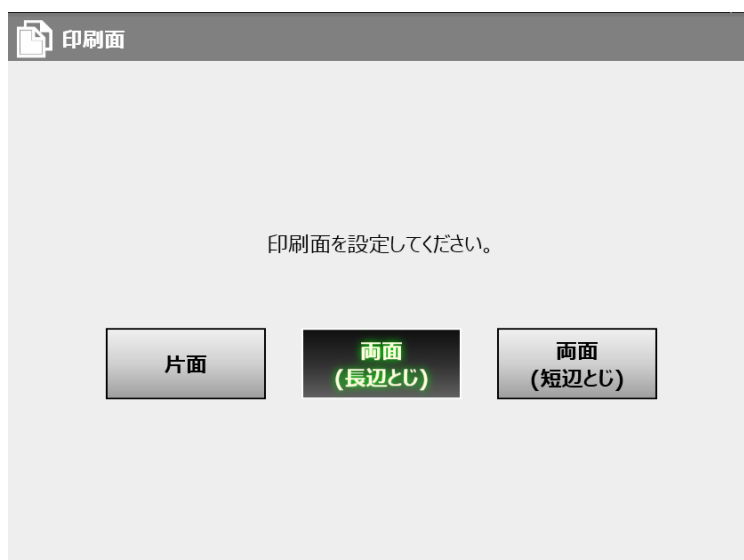 印刷面
印刷面を設定してください。
片面
両面
(長辺とじ)
両面
(短辺とじ)